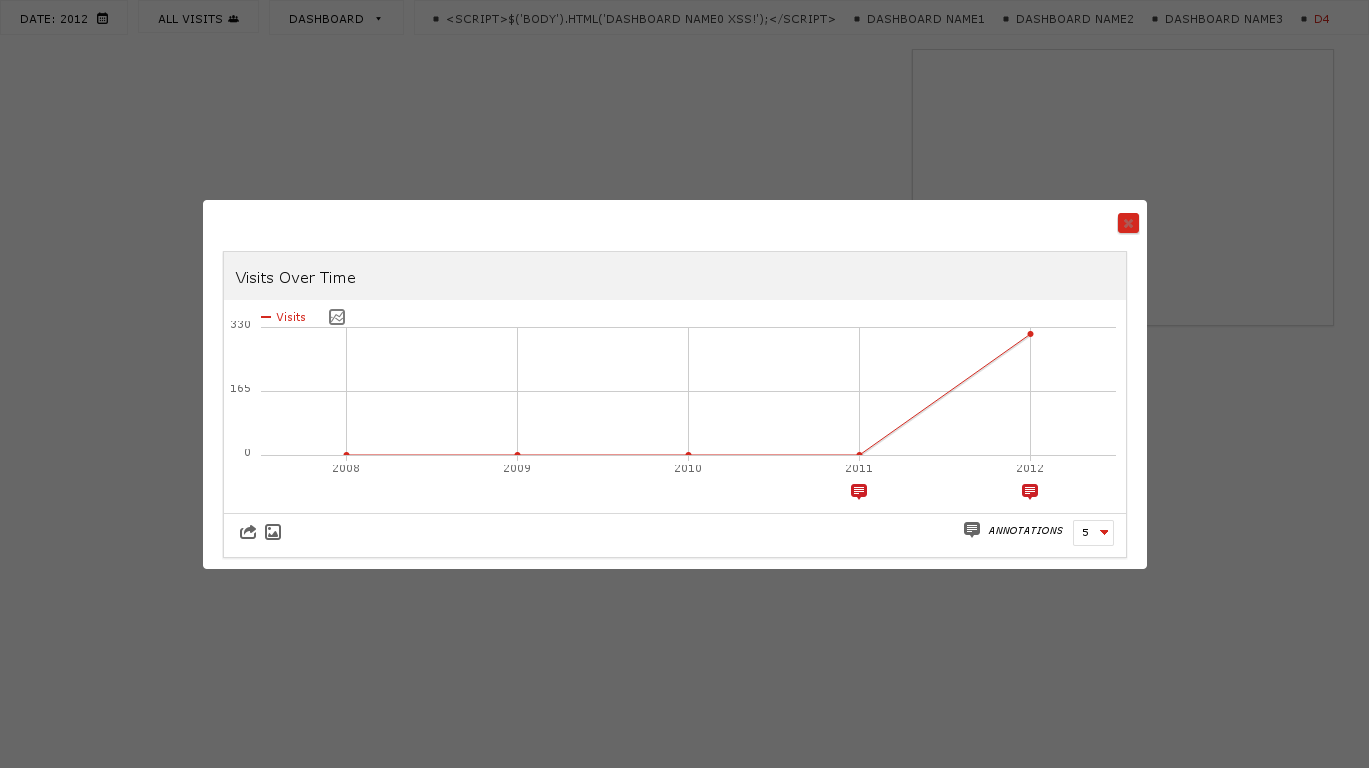 DATE: 2012 ALL VISITS DASHBOARD <SCRIPT>$('BODY').HTML('DASHBOARD NAME0 XSS!');</SCRIPT> DASHBOARD NAME1 DASHBOARD NAME2 DASHBOARD NAME3 D4
Visits Over Time
Visits
330
165
0
2008 2009 2010 2011 2012
ANNOTATIONS 5